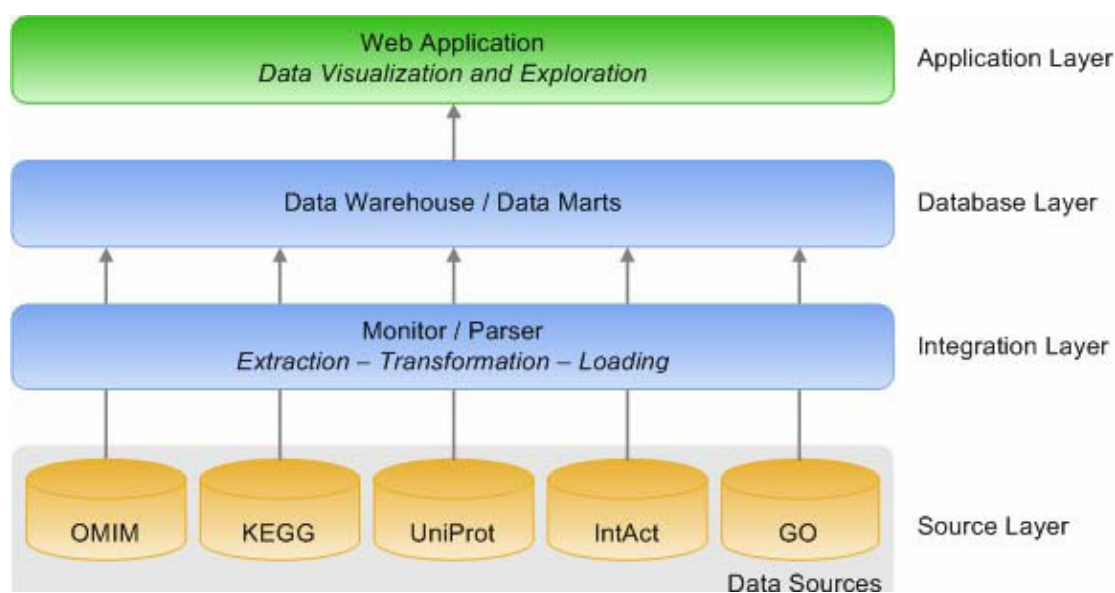 Web Application
Data Visualization and Exploration
Application Layer
Data Warehouse / Data Marts
Database Layer
Monitor / Parser
Extraction – Transformation – Loading
Integration Layer
OMIM
KEGG
UniProt
IntAct
GO
Source Layer
Data Sources